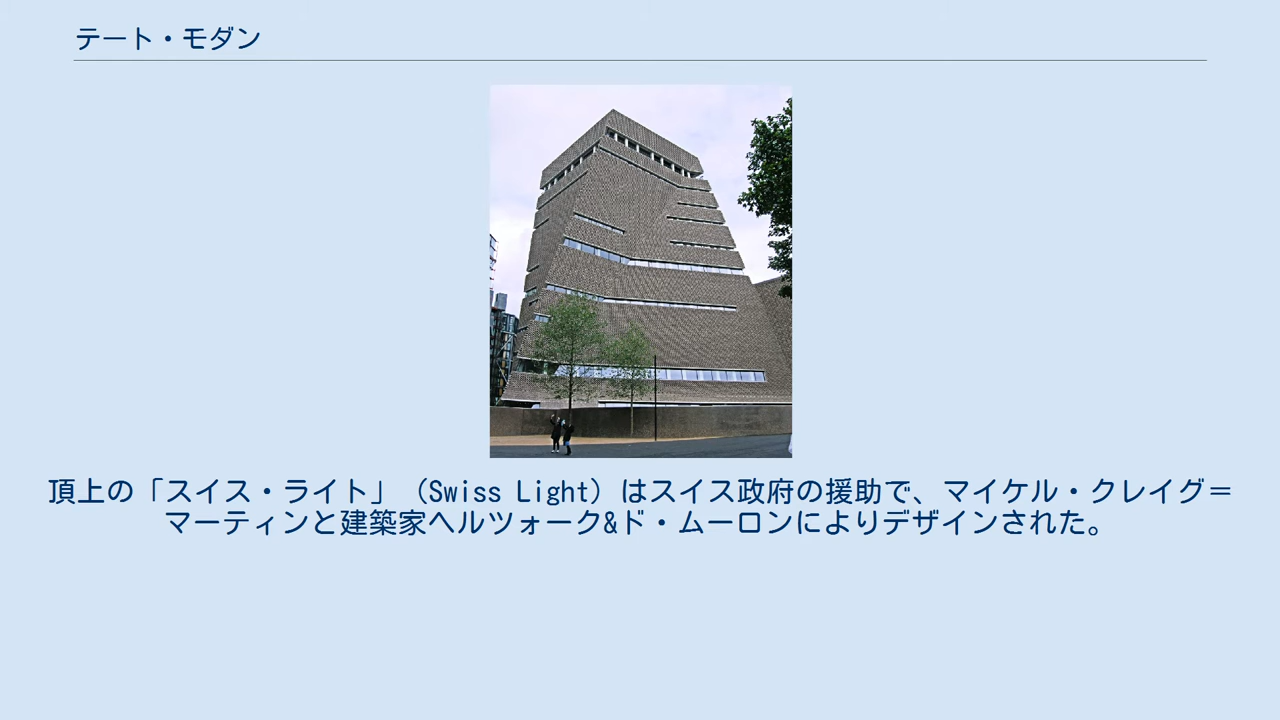 テート・モダン
頂上の「スイス・ライト」（Swiss Light）はスイス政府の援助で、マイケル・クレイグ＝
マーティンと建築家ヘルツォーク&ド・ムーロンによりデザインされた。